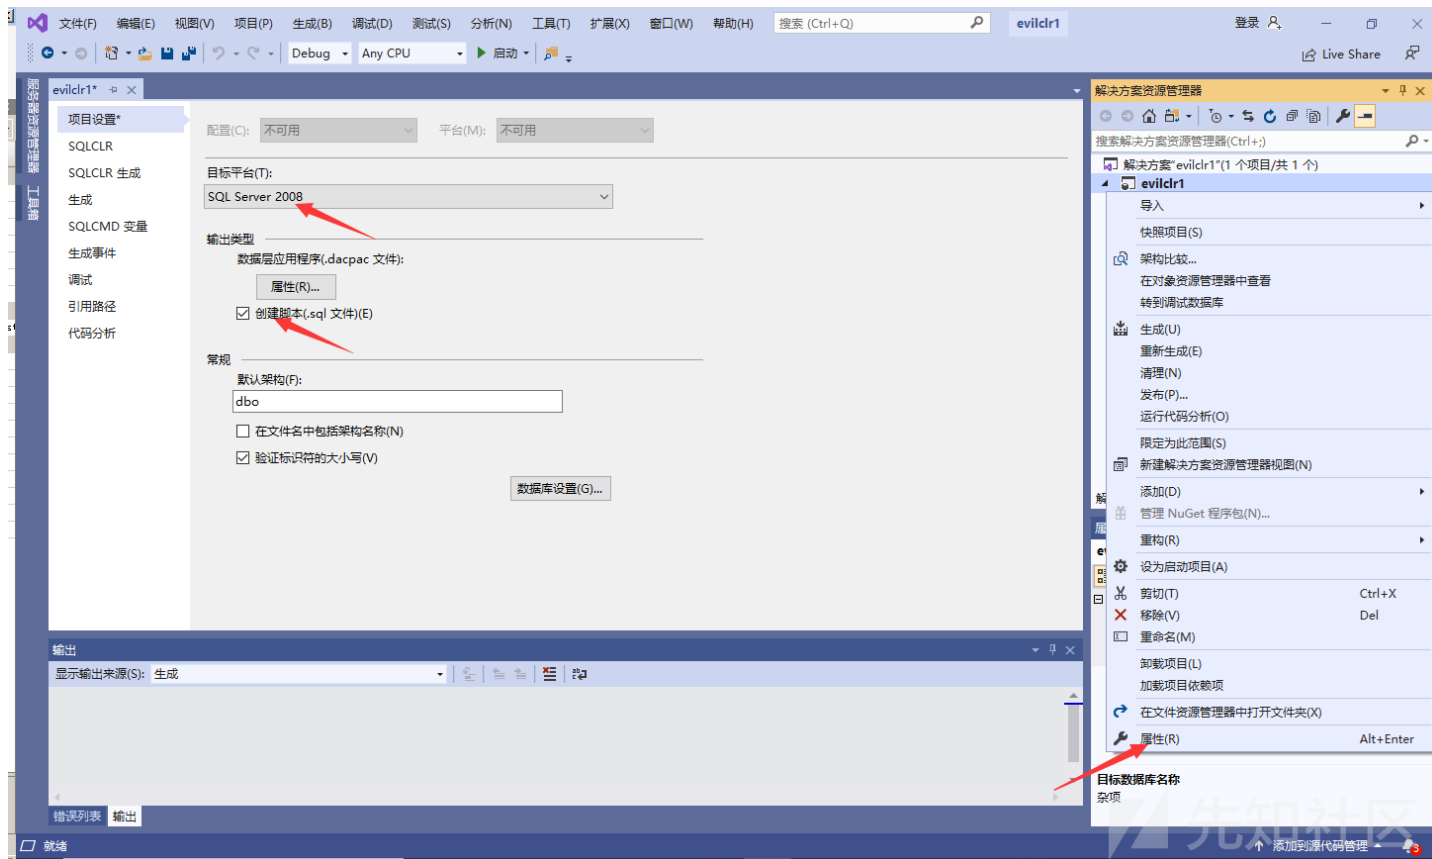 文件(F) 编辑(E) 视图(V) 项目(P) 生成(B) 调试(D) 测试(S) 分析(N) 工具(T) 扩展(X) 窗口(W) 帮助(H) 搜索 (Ctrl+Q) evilclr1 登录
Debug Any CPU 启动 Live Share
服务器资源管理器
工具箱
evilclr1*
项目设置*
SQLCLR
SQLCLR 生成
生成
SQLCMD 变量
生成事件
调试
引用路径
代码分析
配置(C): 不可用 平台(M): 不可用
目标平台(T):
SQL Server 2008
输出类型
数据层应用程序(.dacpac 文件):
属性(R)...
创建脚本(.sql 文件)(E)
常规
默认架构(F):
dbo
在文件名中包括架构名称(N)
验证标识符的大小写(V)
数据库设置(G)...
输出
显示输出来源(S): 生成
错误列表 输出
就绪
解决方案资源管理器
搜索解决方案资源管理器(Ctrl+;)
解决方案"evilclr1"(1 个项目/共 1 个)
evilclr1
导入
快照项目(S)
架构比较...
在对象资源管理器中查看
转到调试数据库
生成(U)
重新生成(E)
清理(N)
发布(P)...
运行代码分析(O)
限定为此范围(S)
新建解决方案资源管理器视图(N)
添加(D)
管理 NuGet 程序包(N)...
重构(R)
设为启动项目(A)
剪切(T) Ctrl+X
移除(V) Del
重命名(M)
卸载项目(L)
加载项目依赖项
在文件资源管理器中打开文件夹(X)
属性(R) Alt+Enter
目标数据库名称
杂项
先知社区
添加到源代码管理 3